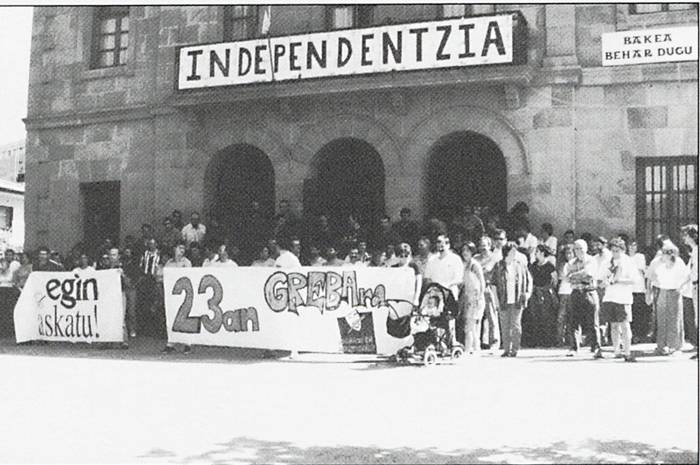 INDEPENDENTZIA
BAKEA
BEHAR DUGU
egin
askatu!
23an GREBAra